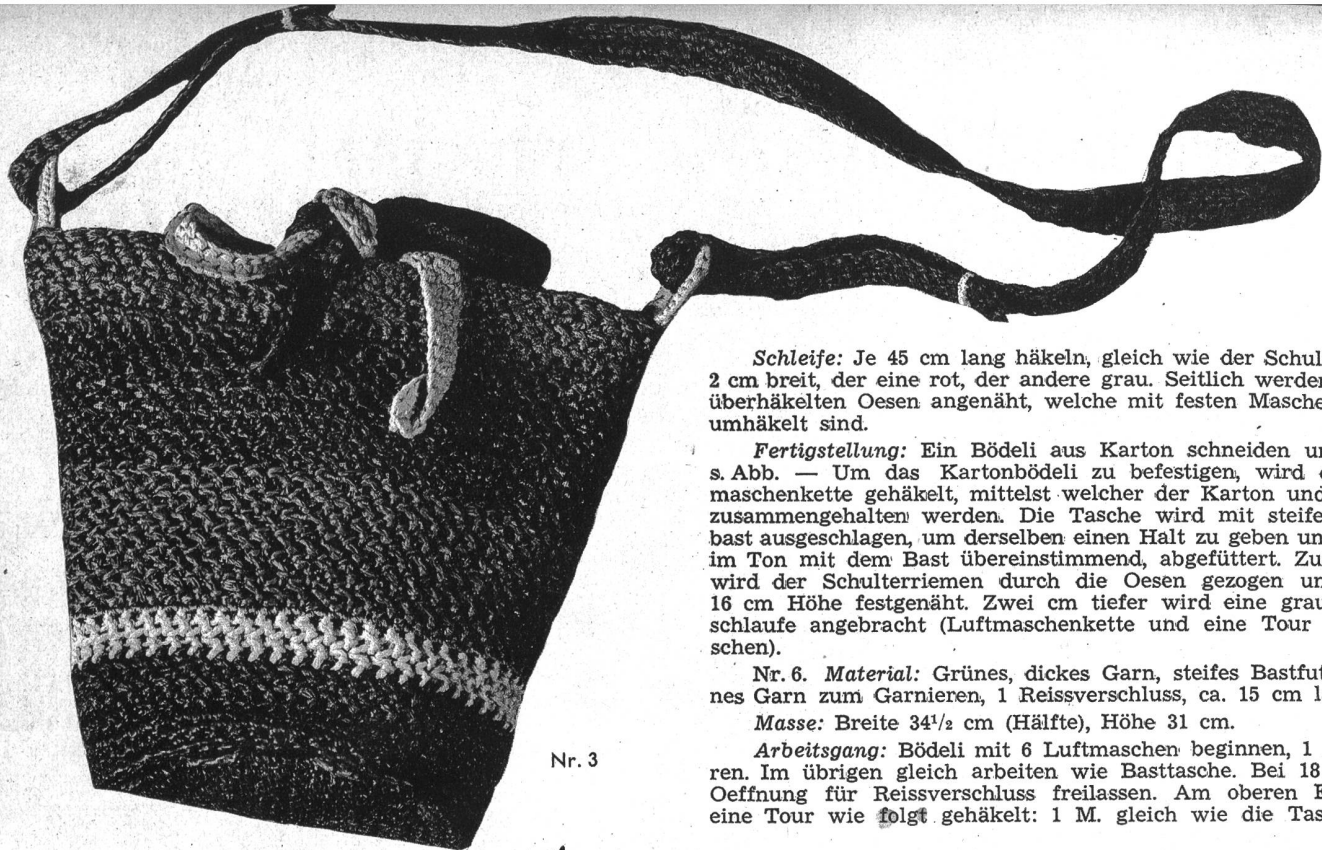 Schleife: Je 45 cm lang häkeln, gleich wie der Schul
2 cm breit, der eine rot, der andere grau. Seitlich werde
überhäkelten Oesen angenäht, welche mit festen Masche
umhäkelt sind.
Fertigstellung: Ein Bödeli aus Karton schneiden u
s. Abb. — Um das Kartonbödeli zu befestigen, wird
maschenkette gehäkelt, mittelst welcher der Karton und
zusammengehalten werden. Die Tasche wird mit steife
bast ausgeschlagen, um derselben einen Halt zu geben un
im Ton mit dem Bast übereinstimmend, abgefüttert. Zu
wird der Schulterriemen durch die Oesen gezogen un
16 cm Höhe festgenäht. Zwei cm tiefer wird eine grau
schlaufe angebracht (Luftmaschenkette und eine Tour
schen).
Nr. 6. Material: Grünes, dickes Garn, steifes Bastfut
nes Garn zum Garnieren, 1 Reissverschluss, ca. 15 cm l
Masse: Breite 34½ cm (Hälfte), Höhe 31 cm.
Arbeitsgang: Bödeli mit 6 Luftmaschen beginnen, 1
ren. Im übrigen gleich arbeiten wie Basttasche. Bei 18
Oeffnung für Reissverschluss freilassen. Am oberen
eine Tour wie folgt gehäkelt: 1 M. gleich wie die Tas
Nr. 3